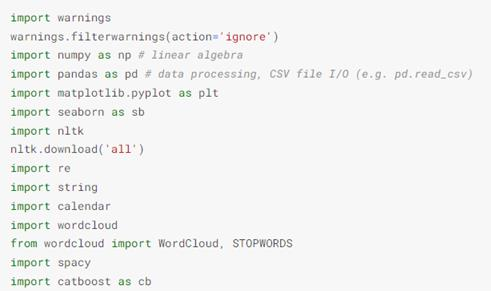 import warnings
warnings.filterwarnings(action='ignore')
import numpy as np # linear algebra
import pandas as pd # data processing, CSV file I/O (e.g. pd.read_csv)
import matplotlib.pyplot as plt
import seaborn as sb
import nltk
nltk.download('all')
import re
import string
import calendar
import wordcloud
from wordcloud import WordCloud, STOPWORDS
import spacy
import catboost as cb